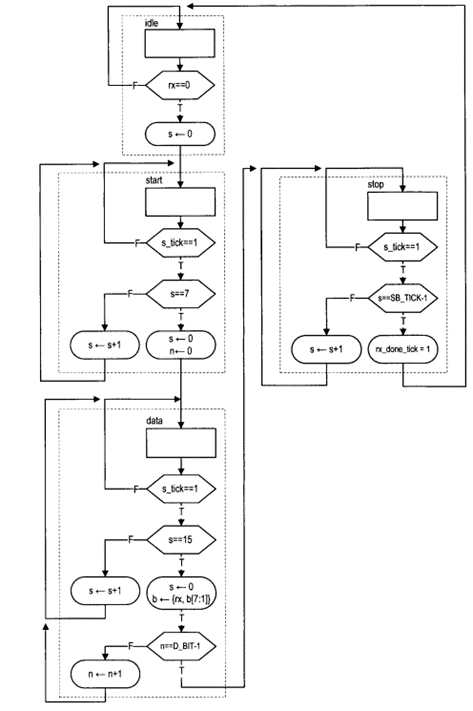 idle
F
rx==0
T
s ← 0
start
F
s_tick==1
T
F
s==7
T
s ← s+1
s ← 0
n← 0
data
F
s_tick==1
T
F
s==15
T
s ← s+1
s ← 0
b ← {rx, b[7:1]}
T
F
n==D_BIT-1
T
n ← n+1
stop
F
s_tick==1
T
F
s==SB_TICK-1
T
s ← s+1
rx_done_tick = 1